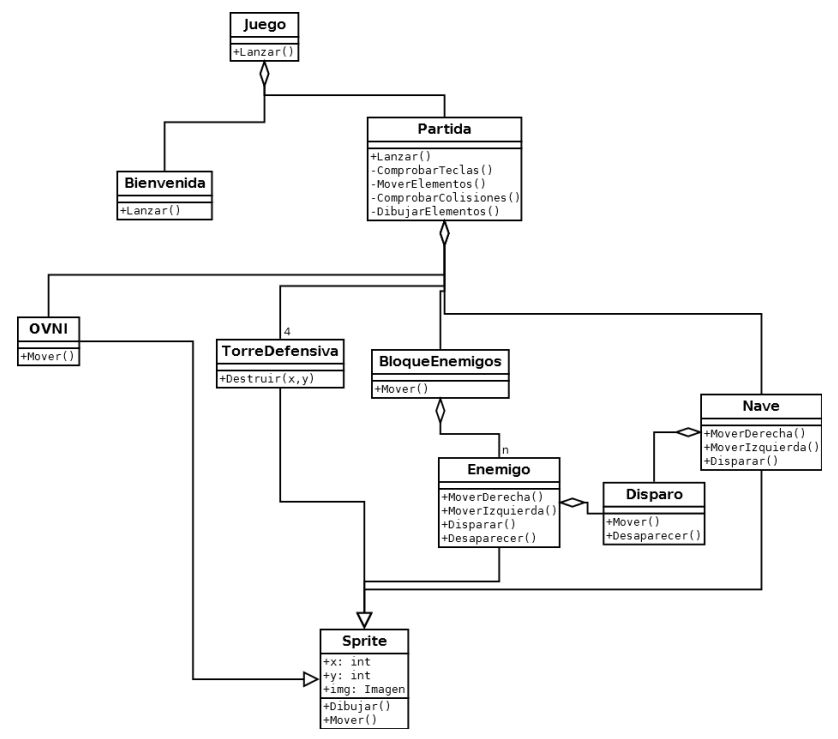 Juego
+Lanzar()
Partida
+Lanzar()
-ComprobarTeclas()
-MoverElementos()
-ComprobarColisiones()
-DibujarElementos()
Bienvenida
+Lanzar()
OVNI
+Mover()
4
TorreDefensiva
+Destruir(x,y)
BloqueEnemigos
+Mover()
Nave
+MoverDerecha()
+MoverIzquierda()
+Disparar()
n
Enemigo
+MoverDerecha()
+MoverIzquierda()
+Disparar()
+Desaparecer()
Disparo
+Mover()
+Desaparecer()
Sprite
+x: int
+y: int
+img: Imagen
+Dibujar()
+Mover()